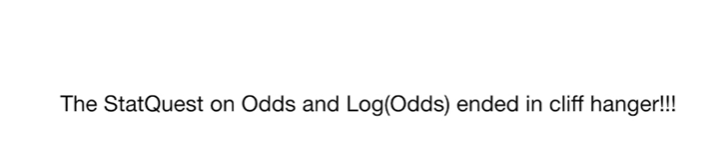 The StatQuest on Odds and Log(Odds) ended in cliff hanger!!!